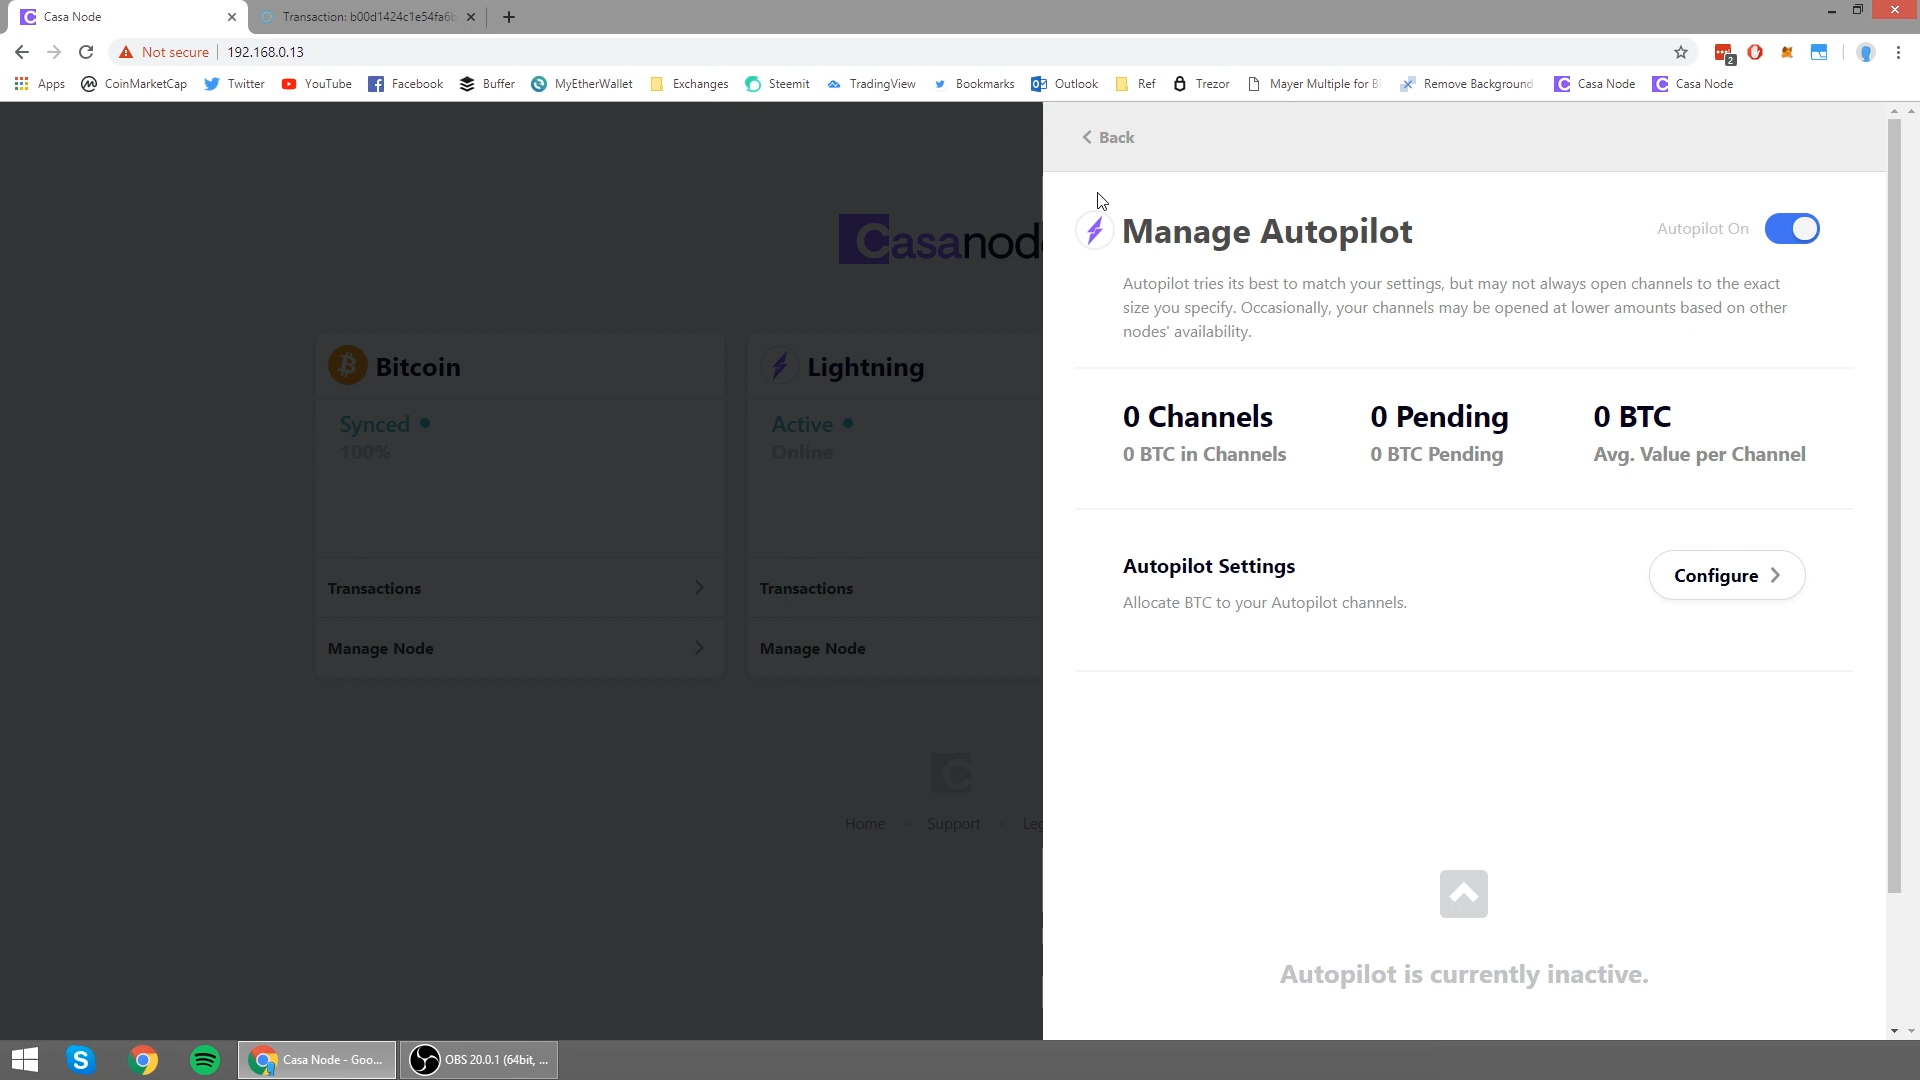 Casa Node
Transaction: b00d1424c1e54fa6b
Not secure
192.168.0.13
2
Apps
CoinMarketCap
Twitter
YouTube
Facebook
Buffer
MyEtherWallet
Exchanges
Steemit
TradingView
Bookmarks
Outlook
Ref
Trezor
Mayer Multiple for Bi
Remove Background
Casa Node
Casa Node
Casanode
Bitcoin
Synced
100%
Transactions
Manage Node
Lightning
Active
Online
Transactions
Manage Node
Home · Support · Leg
Back
Manage Autopilot
Autopilot On
Autopilot tries its best to match your settings, but may not always open channels to the exact
size you specify. Occasionally, your channels may be opened at lower amounts based on other
nodes' availability.
0 Channels
0 BTC in Channels
0 Pending
0 BTC Pending
0 BTC
Avg. Value per Channel
Autopilot Settings
Allocate BTC to your Autopilot channels.
Configure
Autopilot is currently inactive.
Casa Node - Goo...
OBS 20.0.1 (64bit, ...